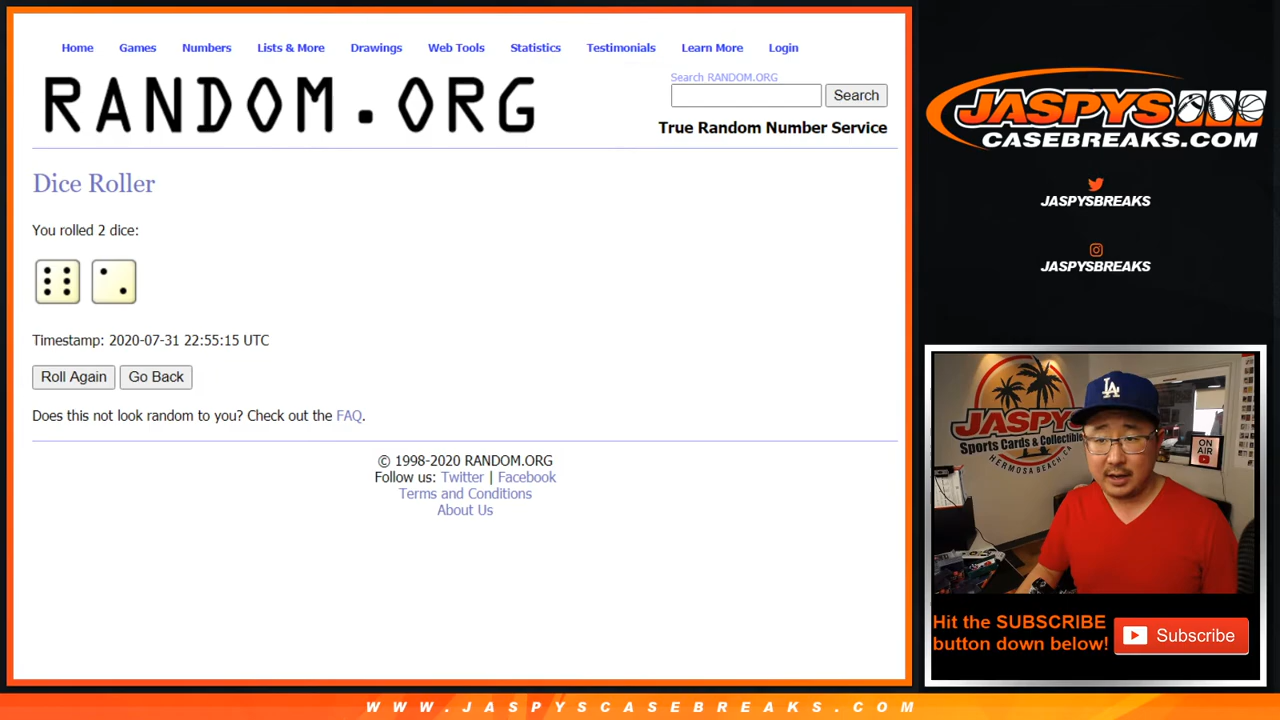 Home Games Numbers Lists & More Drawings Web Tools Statistics Testimonials Learn More Login
RANDOM.ORG
Search RANDOM.ORG
Search
True Random Number Service
Dice Roller
You rolled 2 dice:
Timestamp: 2020-07-31 22:55:15 UTC
Roll Again Go Back
Does this not look random to you? Check out the FAQ.
© 1998-2020 RANDOM.ORG
Follow us: Twitter | Facebook
Terms and Conditions
About Us
JASPYS
CASEBREAKS.COM
JASPYSBREAKS
JASPYSBREAKS
JASPYS
Sports Cards & Collectible
HERMOSA BEACH, CA
LA
ON
AIR
Hit the SUBSCRIBE
button down below!
Subscribe
WWW.JASPYSCASEBREAKS.COM